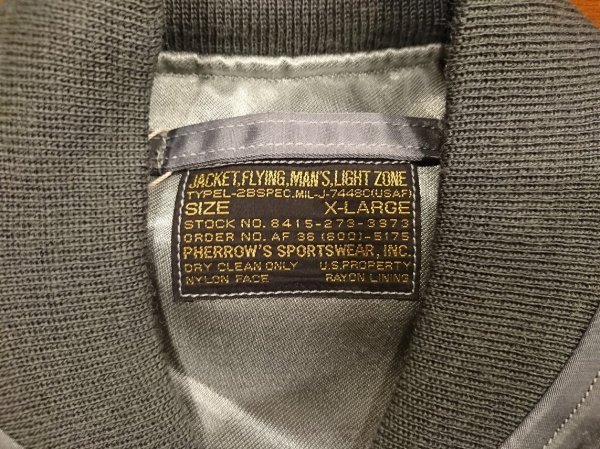 JACKET, FLYING, MAN'S, LIGHT ZONE
TYPE L-2B SPEC. MIL-J-7448C (USAF)
SIZE X-LARGE
STOCK NO. 8415-273-3973
ORDER NO. AF 36 (600)-5175
PHERROW'S SPORTSWEAR, INC.
DRY CLEAN ONLY U.S. PROPERTY
NYLON FACE RAYON LINING